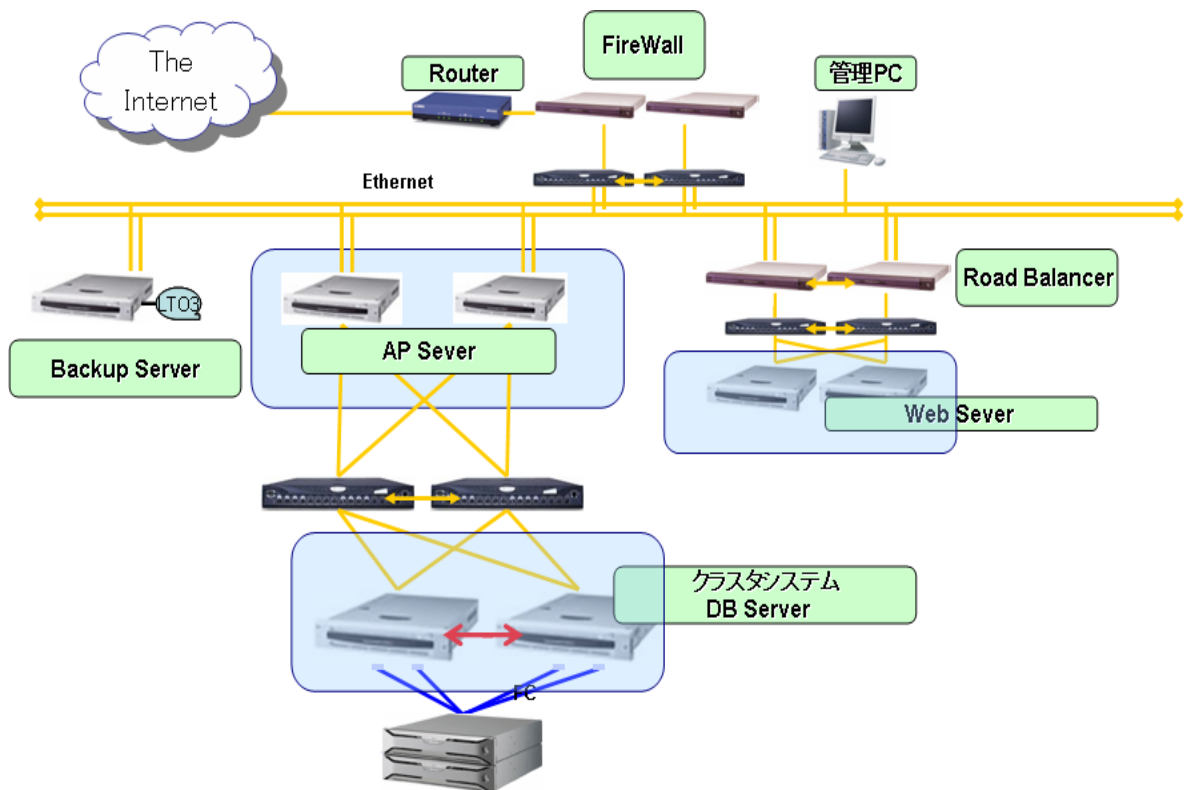 The
Internet
Router
FireWall
管理PC
Ethernet
LTO3
Backup Server
AP Sever
Road Balancer
Web Sever
クラスタシステム
DB Server
FC